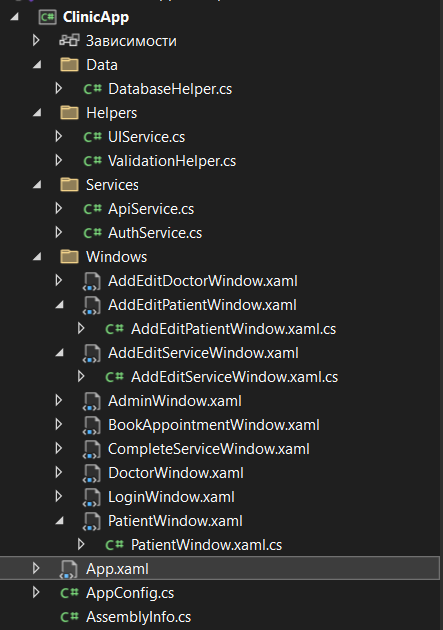 ClinicApp
Зависимости
Data
C# DatabaseHelper.cs
Helpers
C# UIService.cs
C# ValidationHelper.cs
Services
C# ApiService.cs
C# AuthService.cs
Windows
AddEditDoctorWindow.xaml
AddEditPatientWindow.xaml
C# AddEditPatientWindow.xaml.cs
AddEditServiceWindow.xaml
C# AddEditServiceWindow.xaml.cs
AdminWindow.xaml
BookAppointmentWindow.xaml
CompleteServiceWindow.xaml
DoctorWindow.xaml
LoginWindow.xaml
PatientWindow.xaml
C# PatientWindow.xaml.cs
App.xaml
C# AppConfig.cs
C# AssemblyInfo.cs